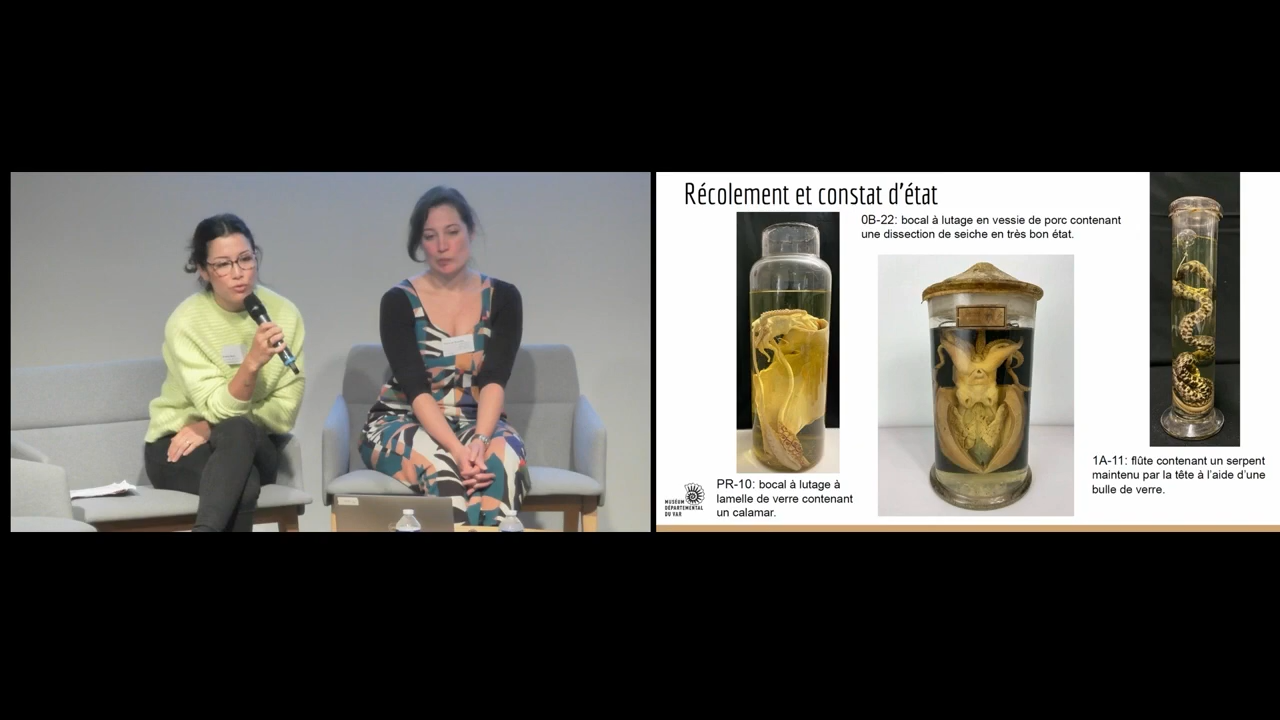 Récolement et constat d'état
0B-22: bocal à lutage en vessie de porc contenant
une dissection de seiche en très bon état.
1A-11: flûte contenant un serpent
maintenu par la tête à l'aide d'une
bulle de verre.
PR-10: bocal à lutage à
lamelle de verre contenant
un calamar.
MUSÉUM
DÉPARTEMENTAL
DU VAR